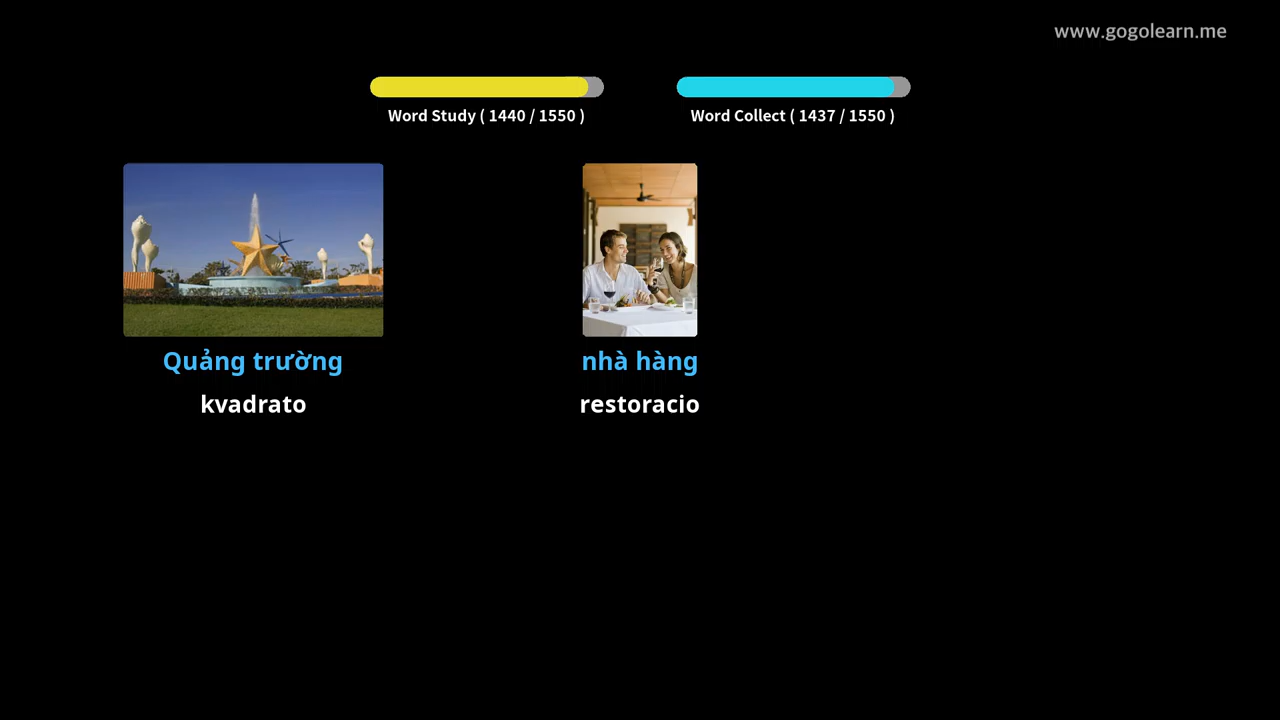 www.gogolearn.me
Word Study ( 1440 / 1550 )
Word Collect ( 1437 / 1550 )
Quảng trường
kvadrato
nhà hàng
restoracio